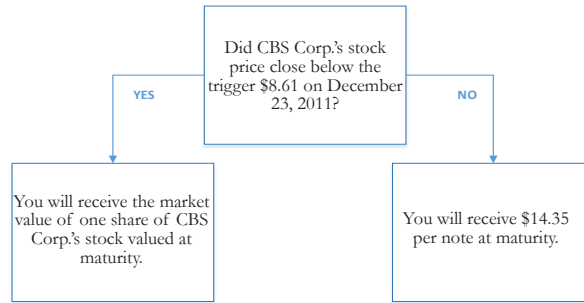 Did CBS Corp.'s stock
price close below the
trigger $8.61 on December
23, 2011?
YES
NO
You will receive the market
value of one share of CBS
Corp.'s stock valued at
maturity.
You will receive $14.35
per note at maturity.